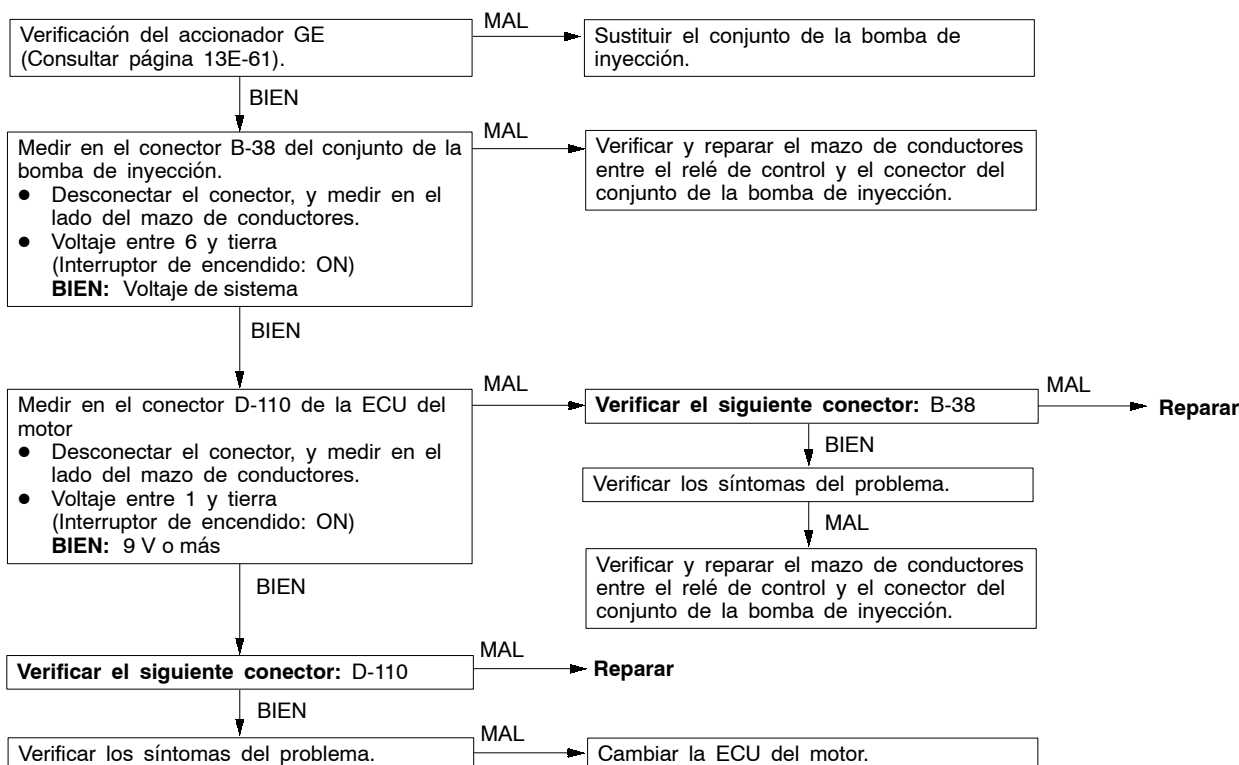 Verificación del accionador GE
(Consultar página 13E-61).
MAL
Sustituir el conjunto de la bomba de
inyección.
BIEN
Medir en el conector B-38 del conjunto de la
bomba de inyección.
● Desconectar el conector, y medir en el
lado del mazo de conductores.
● Voltaje entre 6 y tierra
(Interruptor de encendido: ON)
BIEN: Voltaje de sistema
MAL
Verificar y reparar el mazo de conductores
entre el relé de control y el conector del
conjunto de la bomba de inyección.
BIEN
Medir en el conector D-110 de la ECU del
motor
● Desconectar el conector, y medir en el
lado del mazo de conductores.
● Voltaje entre 1 y tierra
(Interruptor de encendido: ON)
BIEN: 9 V o más
MAL
Verificar el siguiente conector: B-38
MAL
Reparar
BIEN
Verificar los síntomas del problema.
MAL
Verificar y reparar el mazo de conductores
entre el relé de control y el conector del
conjunto de la bomba de inyección.
BIEN
Verificar el siguiente conector: D-110
MAL
Reparar
BIEN
Verificar los síntomas del problema.
MAL
Cambiar la ECU del motor.